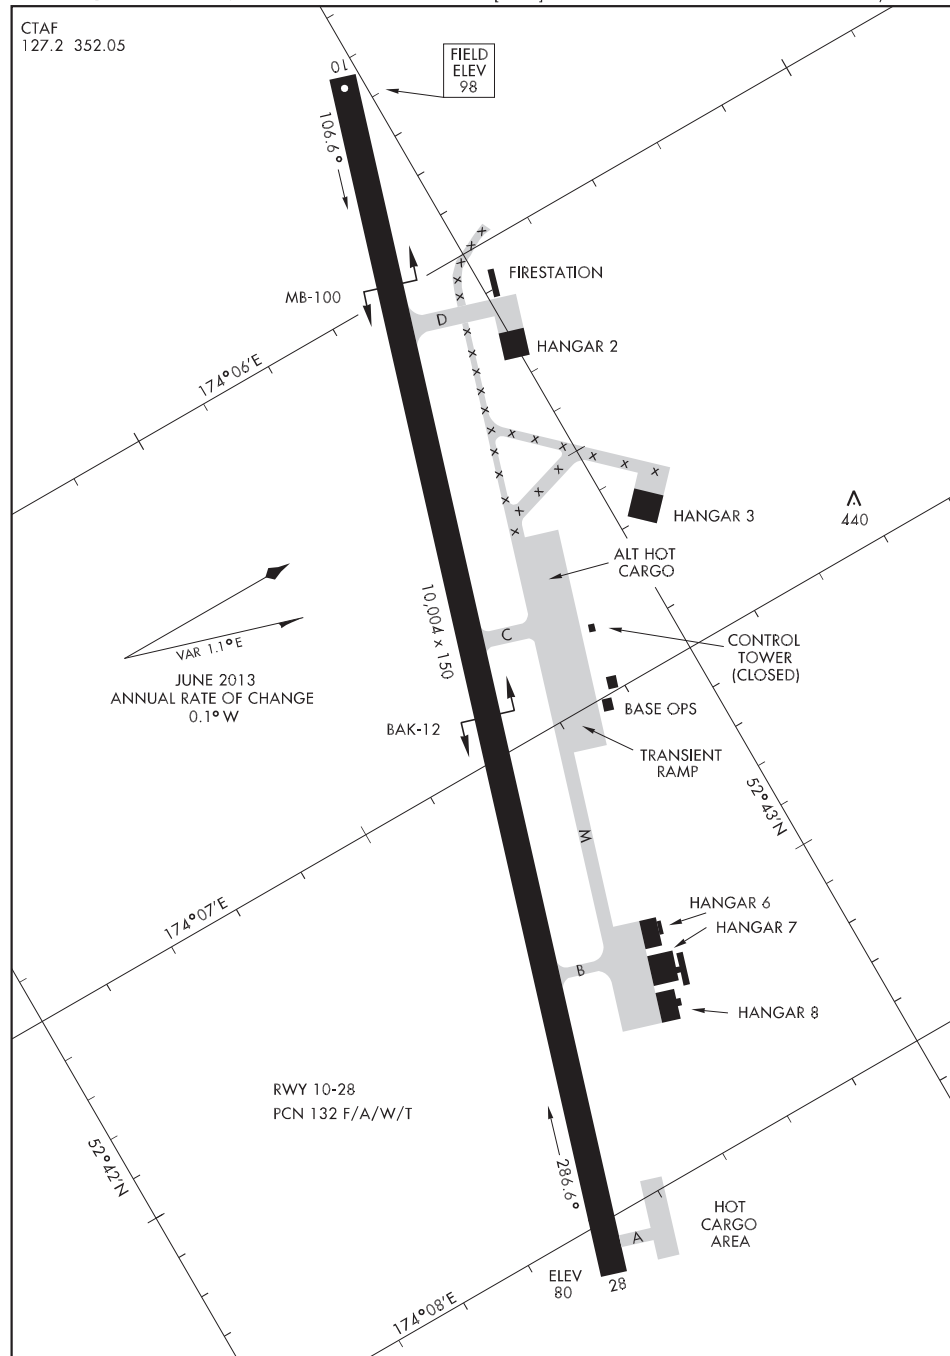 CTAF
127.2 352.05
FIELD
ELEV
98
10
106.6°
FIRESTATION
MB-100
D
HANGAR 2
174°06'E
HANGAR 3
440
ALT HOT
CARGO
10,004 x 150
C
CONTROL
TOWER
(CLOSED)
VAR 1.1°E
JUNE 2013
ANNUAL RATE OF CHANGE
0.1°W
BASE OPS
BAK-12
TRANSIENT
RAMP
52°43'N
M
HANGAR 6
174°07'E
HANGAR 7
B
HANGAR 8
RWY 10-28
PCN 132 F/A/W/T
52°42'N
286.6°
HOT
CARGO
AREA
A
ELEV
80
28
174°08'E